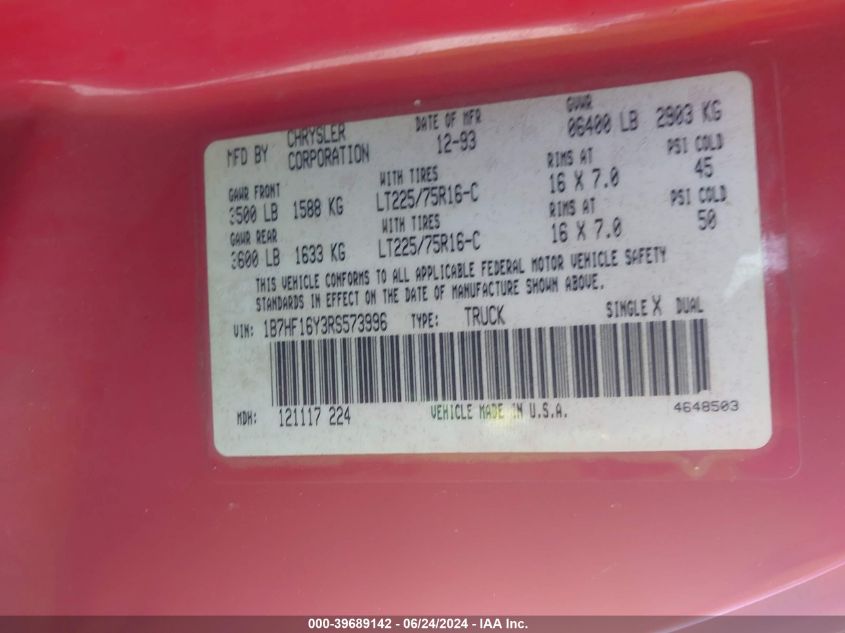 MFD BY CHRYSLER CORPORATION DATE OF MFR 12-93 GVWR 06400 LB 2903 KG
GAWR FRONT WITH TIRES RIMS AT PSI COLD
3500 LB 1588 KG LT225/75R16-C 16 X 7.0 45
GAWR REAR WITH TIRES RIMS AT PSI COLD
3600 LB 1633 KG LT225/75R16-C 16 X 7.0 50
THIS VEHICLE CONFORMS TO ALL APPLICABLE FEDERAL MOTOR VEHICLE SAFETY
STANDARDS IN EFFECT ON THE DATE OF MANUFACTURE SHOWN ABOVE.
VIN: 1B7HF16Y3RS573996 TYPE: TRUCK SINGLE X DUAL
MDH: 121117 224 VEHICLE MADE IN U.S.A. 4648503
000-39689142 - 06/24/2024 - IAA Inc.